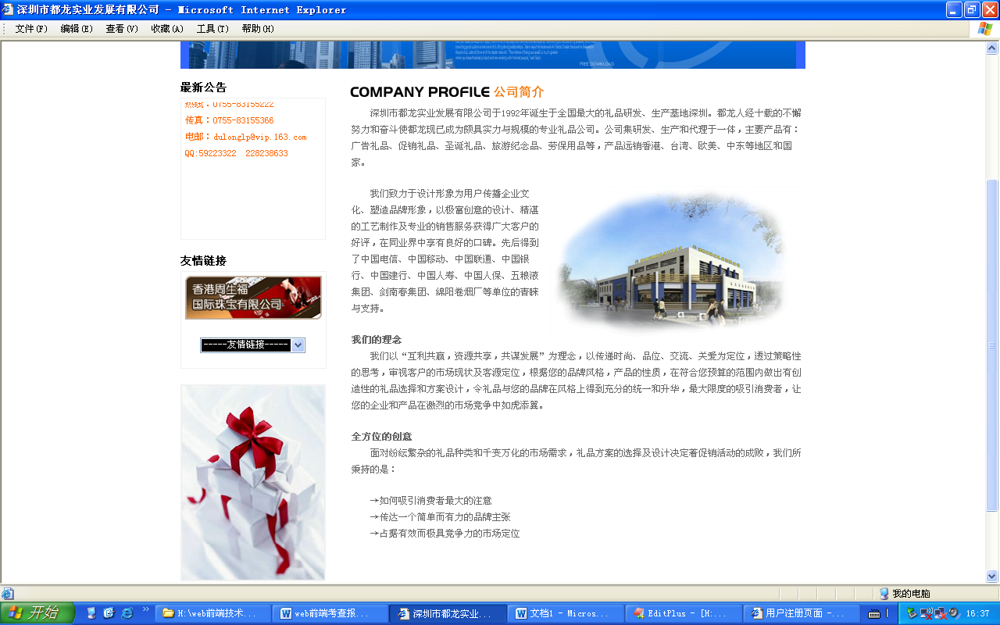 深圳市都龙实业发展有限公司 - Microsoft Internet Explorer
文件(F) 编辑(E) 查看(V) 收藏(A) 工具(T) 帮助(H)
FREE DOWNLOAD
最新公告
热线：0755-83155222
传真：0755-83155366
电邮：dulonglp@vip.163.com
QQ:59223322 228238633
友情链接
香港周生福
国际珠宝有限公司
-----友情链接-----
COMPANY PROFILE 公司简介
深圳市都龙实业发展有限公司于1992年诞生于全国最大的礼品研发、生产基地深圳。都龙人经十载的不懈
努力和奋斗使都龙现已成为颇具实力与规模的专业礼品公司。公司集研发、生产和代理于一体，主要产品有：
广告礼品、促销礼品、圣诞礼品、旅游纪念品、劳保用品等，产品远销香港、台湾、欧美、中东等地区和国
家。
我们致力于设计形象为用户传播企业文
化、塑造品牌形象，以极富创意的设计、精湛
的工艺制作及专业的销售服务获得广大客户的
好评，在同业界中享有良好的口碑。先后得到
了中国电信、中国移动、中国联通、中国银
行、中国建行、中国人寿、中国人保、五粮液
集团、剑南春集团、绵阳卷烟厂等单位的青睐
与支持。
我们的理念
我们以“互利共赢，资源共享，共谋发展”为理念，以传递时尚、品位、交流、关爱为定位，透过策略性
的思考，审视客户的市场现状及客源定位，根据您的品牌风格，产品的性质，在符合您预算的范围内做出有创
造性的礼品选择和方案设计，令礼品与您的品牌在风格上得到充分的统一和升华，最大限度的吸引消费者，让
您的企业和产品在激烈的市场竞争中如虎添翼。
全方位的创意
面对纷纭繁杂的礼品种类和千变万化的市场需求，礼品方案的选择及设计决定着促销活动的成败，我们所
秉持的是：
→如何吸引消费者最大的注意
→传达一个简单而有力的品牌主张
→占据有效而极具竞争力的市场定位
我的电脑
开始 H:\web前端技术... web前端考查报... 深圳市都龙实业... 文档1 - Micros... EditPlus - [H:... 用户注册页面 -... 16:37